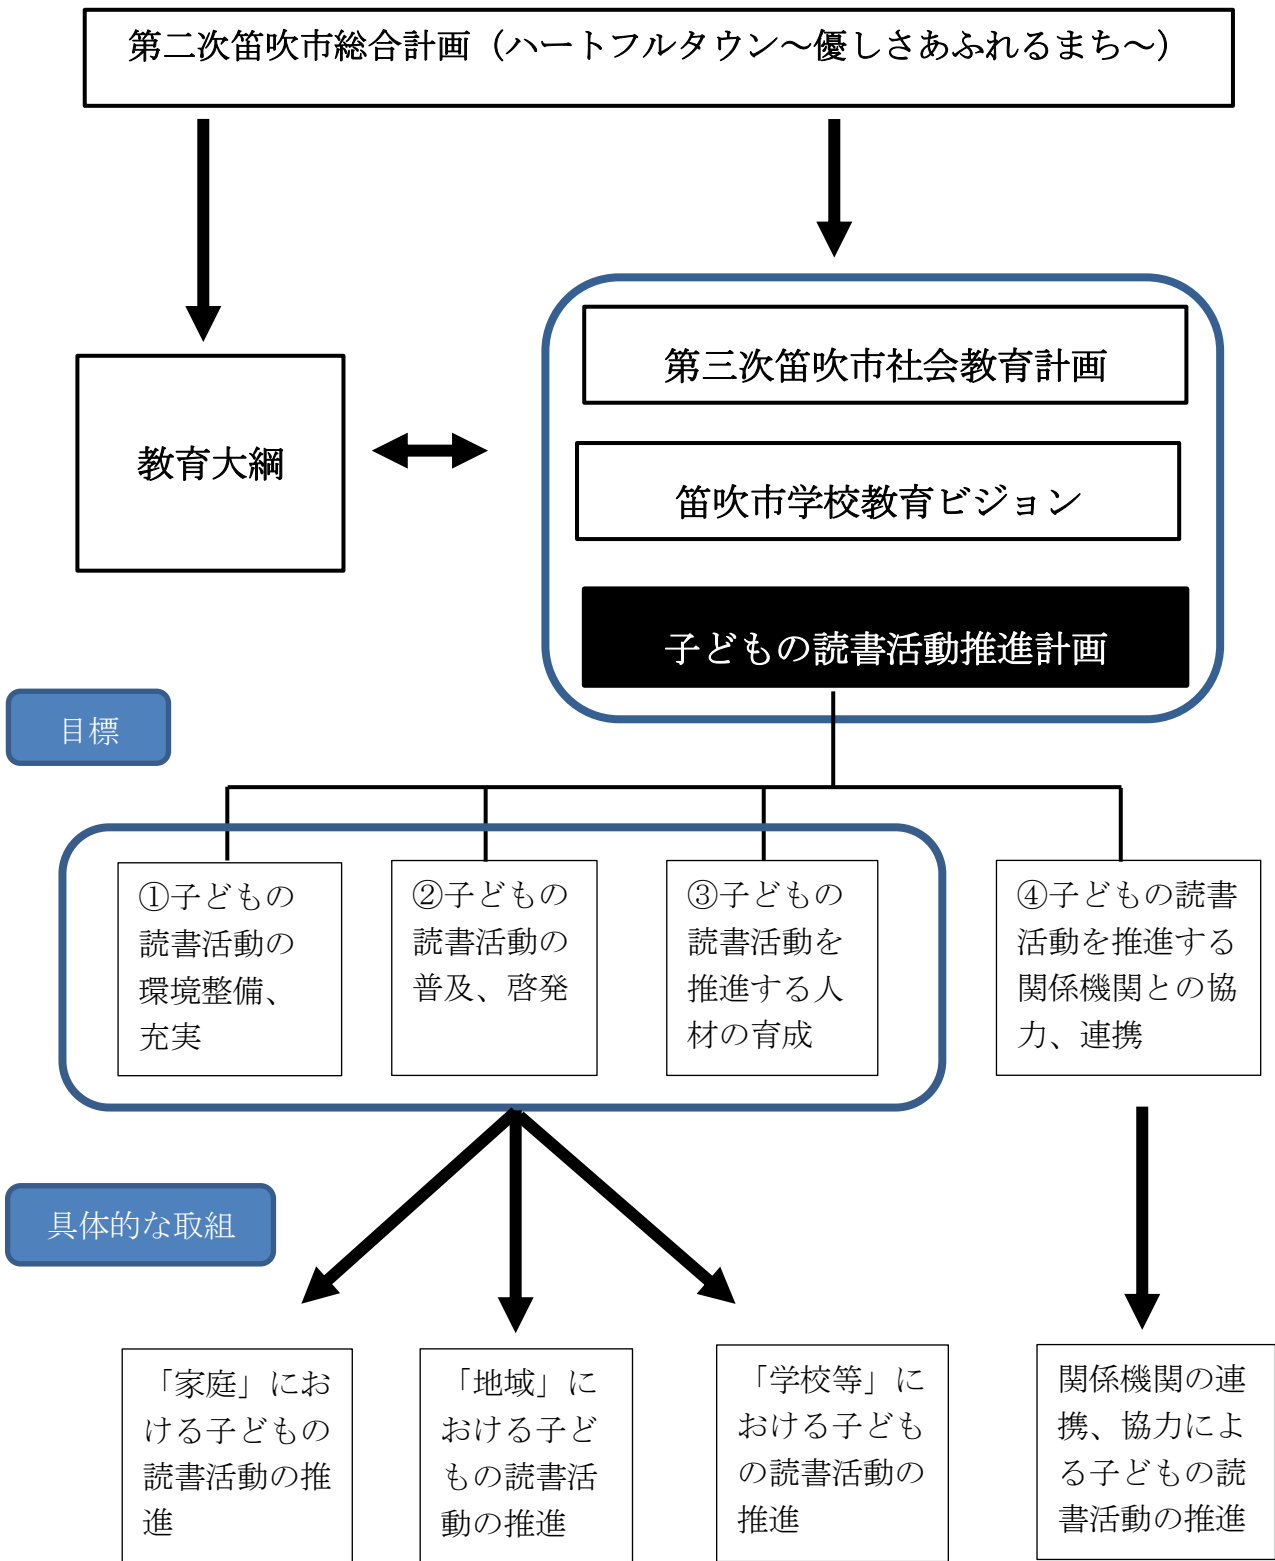 第二次笛吹市総合計画（ハートフルタウン～優しさあふれるまち～）
第三次笛吹市社会教育計画
教育大綱
笛吹市学校教育ビジョン
子どもの読書活動推進計画
目標
①子どもの
読書活動の
環境整備、
充実
②子どもの
読書活動の
普及、啓発
③子どもの
読書活動を
推進する人
材の育成
④子どもの読書
活動を推進する
関係機関との協
力、連携
具体的な取組
「家庭」にお
ける子どもの
読書活動の推
進
「地域」に
おける子ど
もの読書活
動の推進
「学校等」に
おける子ども
の読書活動の
推進
関係機関の連
携、協力によ
る子どもの読
書活動の推進